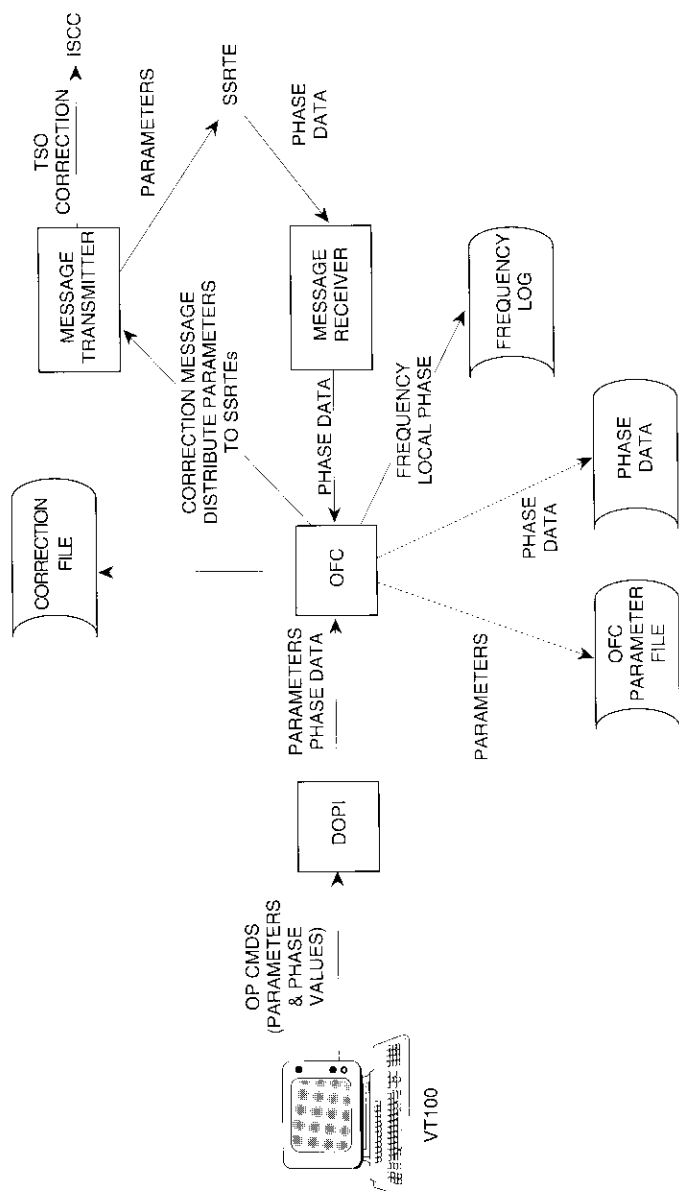 VT100
OP CMDS
(PARAMETERS
& PHASE
VALUES)
DOPI
PARAMETERS
PHASE DATA
OFC
CORRECTION
FILE
CORRECTION MESSAGE
DISTRIBUTE PARAMETERS
TO SSRTEs
MESSAGE
TRANSMITTER
TSO
CORRECTION
ISCC
PARAMETERS
SSRTE
PHASE
DATA
MESSAGE
RECEIVER
PHASE DATA
FREQUENCY
LOCAL PHASE
FREQUENCY
LOG
PHASE
DATA
PHASE
DATA
PARAMETERS
OFC
PARAMETER
FILE